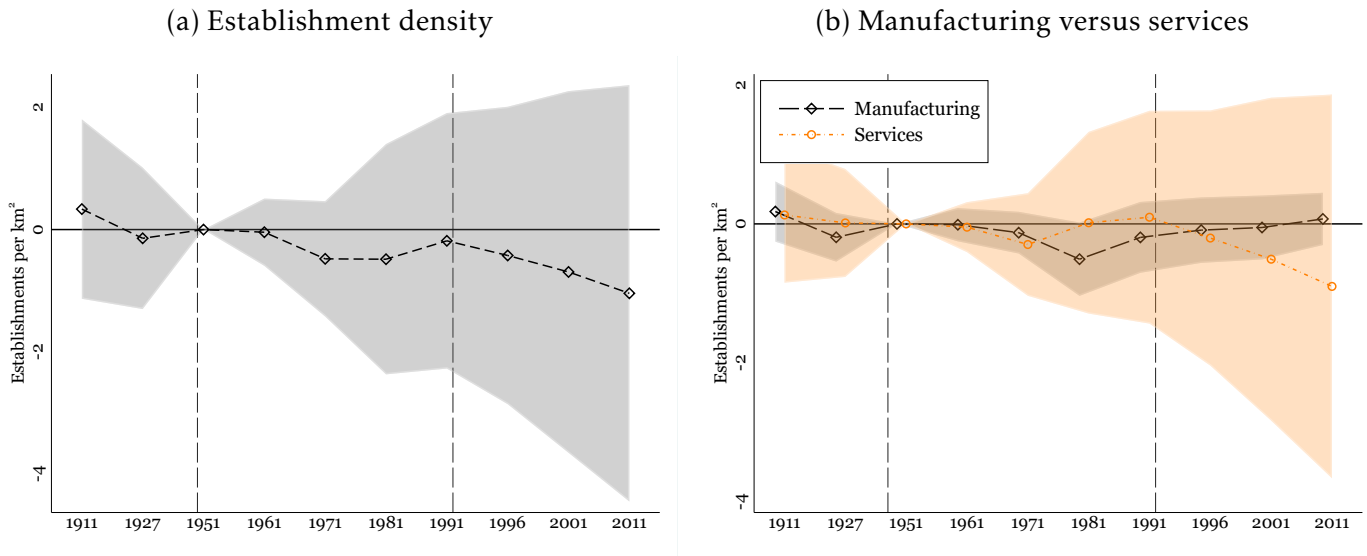 (a) Establishment density
Establishments per km²
2
0
-2
-4
1911 1927 1951 1961 1971 1981 1991 1996 2001 2011
(b) Manufacturing versus services
Establishments per km²
2
0
-2
-4
Manufacturing
Services
1911 1927 1951 1961 1971 1981 1991 1996 2001 2011